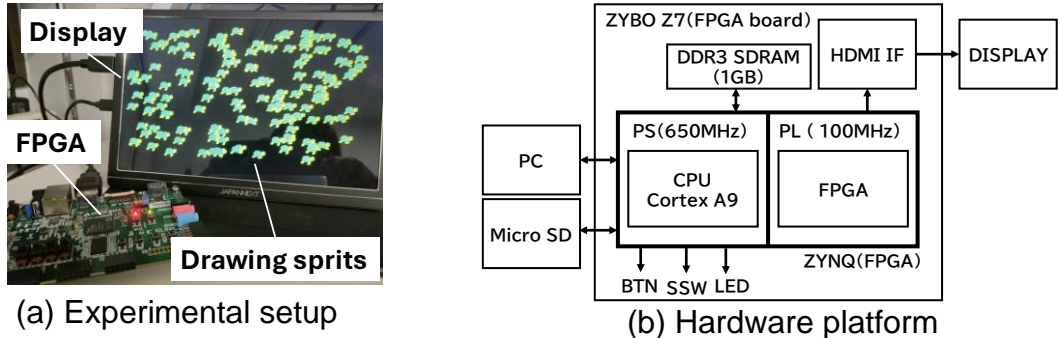 Display
FPGA
JAPANNEXT
Drawing sprits
(a) Experimental setup
ZYBO Z7(FPGA board)
DDR3 SDRAM
(1GB)
HDMI IF
DISPLAY
PS(650MHz)
PL ( 100MHz)
PC
CPU
Cortex A9
FPGA
Micro SD
ZYNQ(FPGA)
BTN SSW LED
(b) Hardware platform